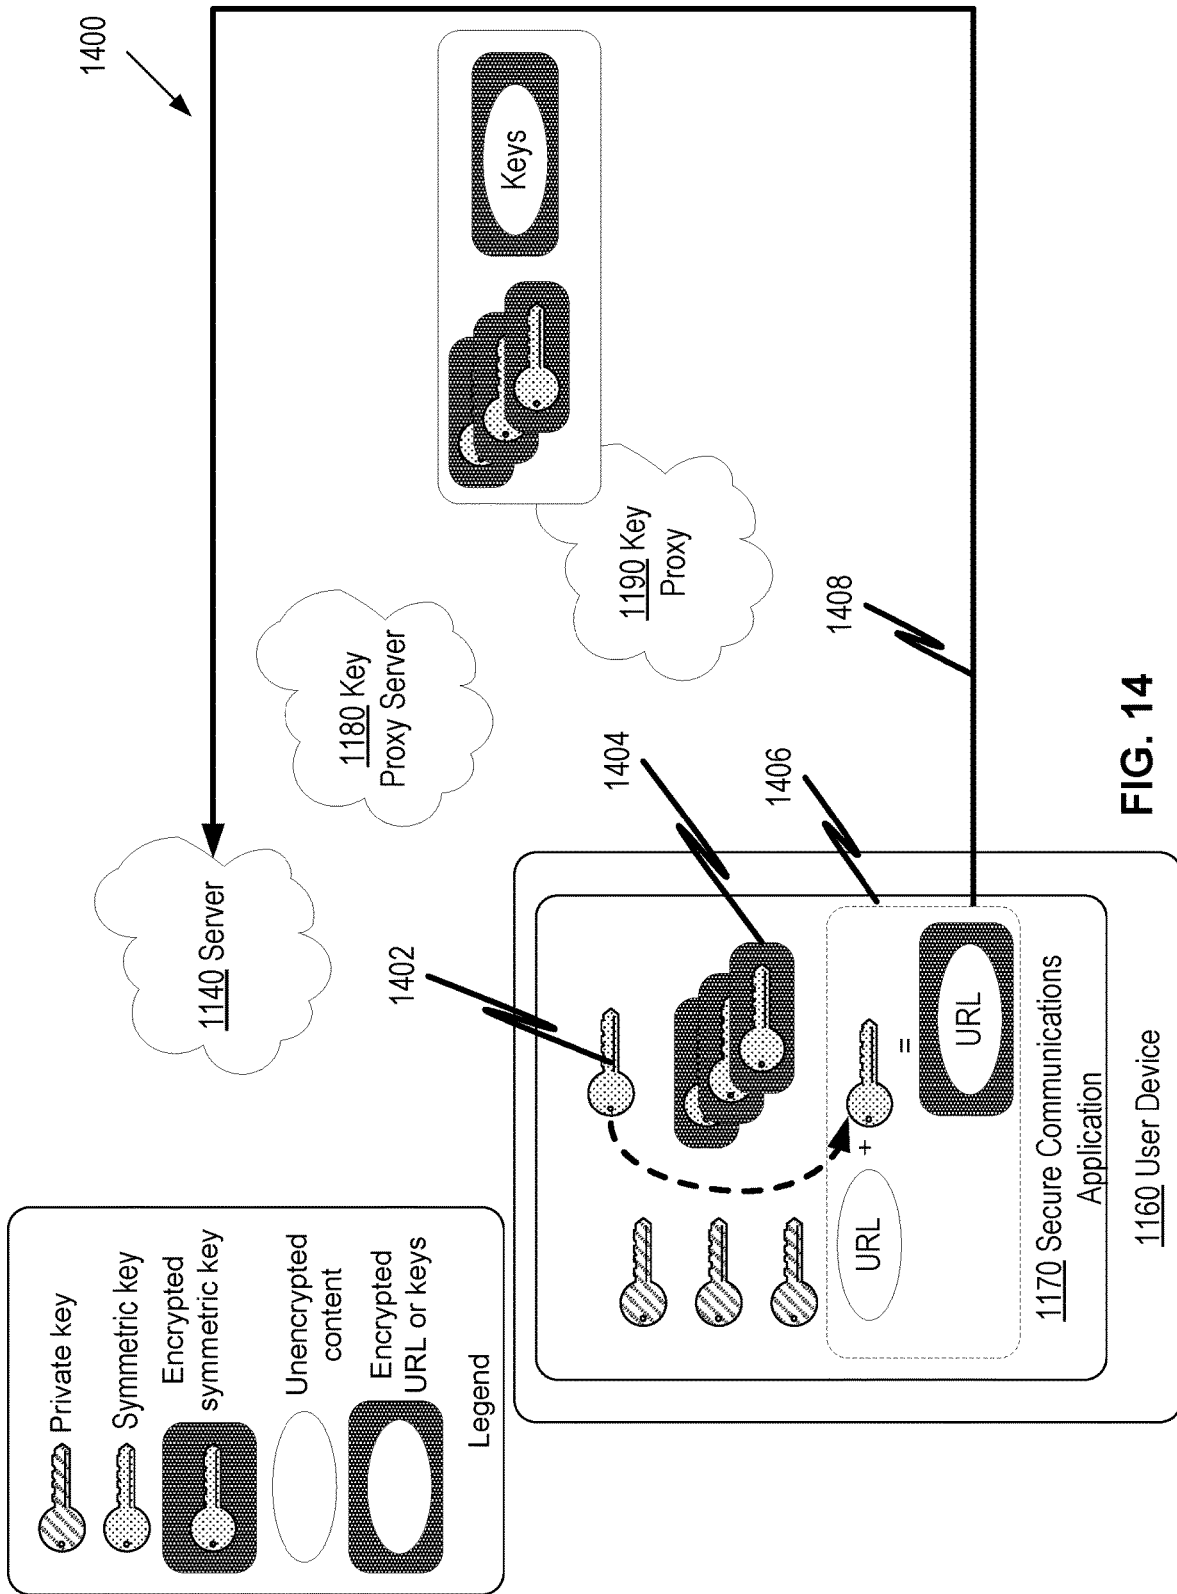 1400
Keys
1190 Key
Proxy
1180 Key
Proxy Server
1140 Server
1408
1404
1406
1402
URL
+
=
URL
1170 Secure Communications
Application
1160 User Device
Private key
Symmetric key
Encrypted
symmetric key
Unencrypted
content
Encrypted
URL or keys
Legend
FIG. 14